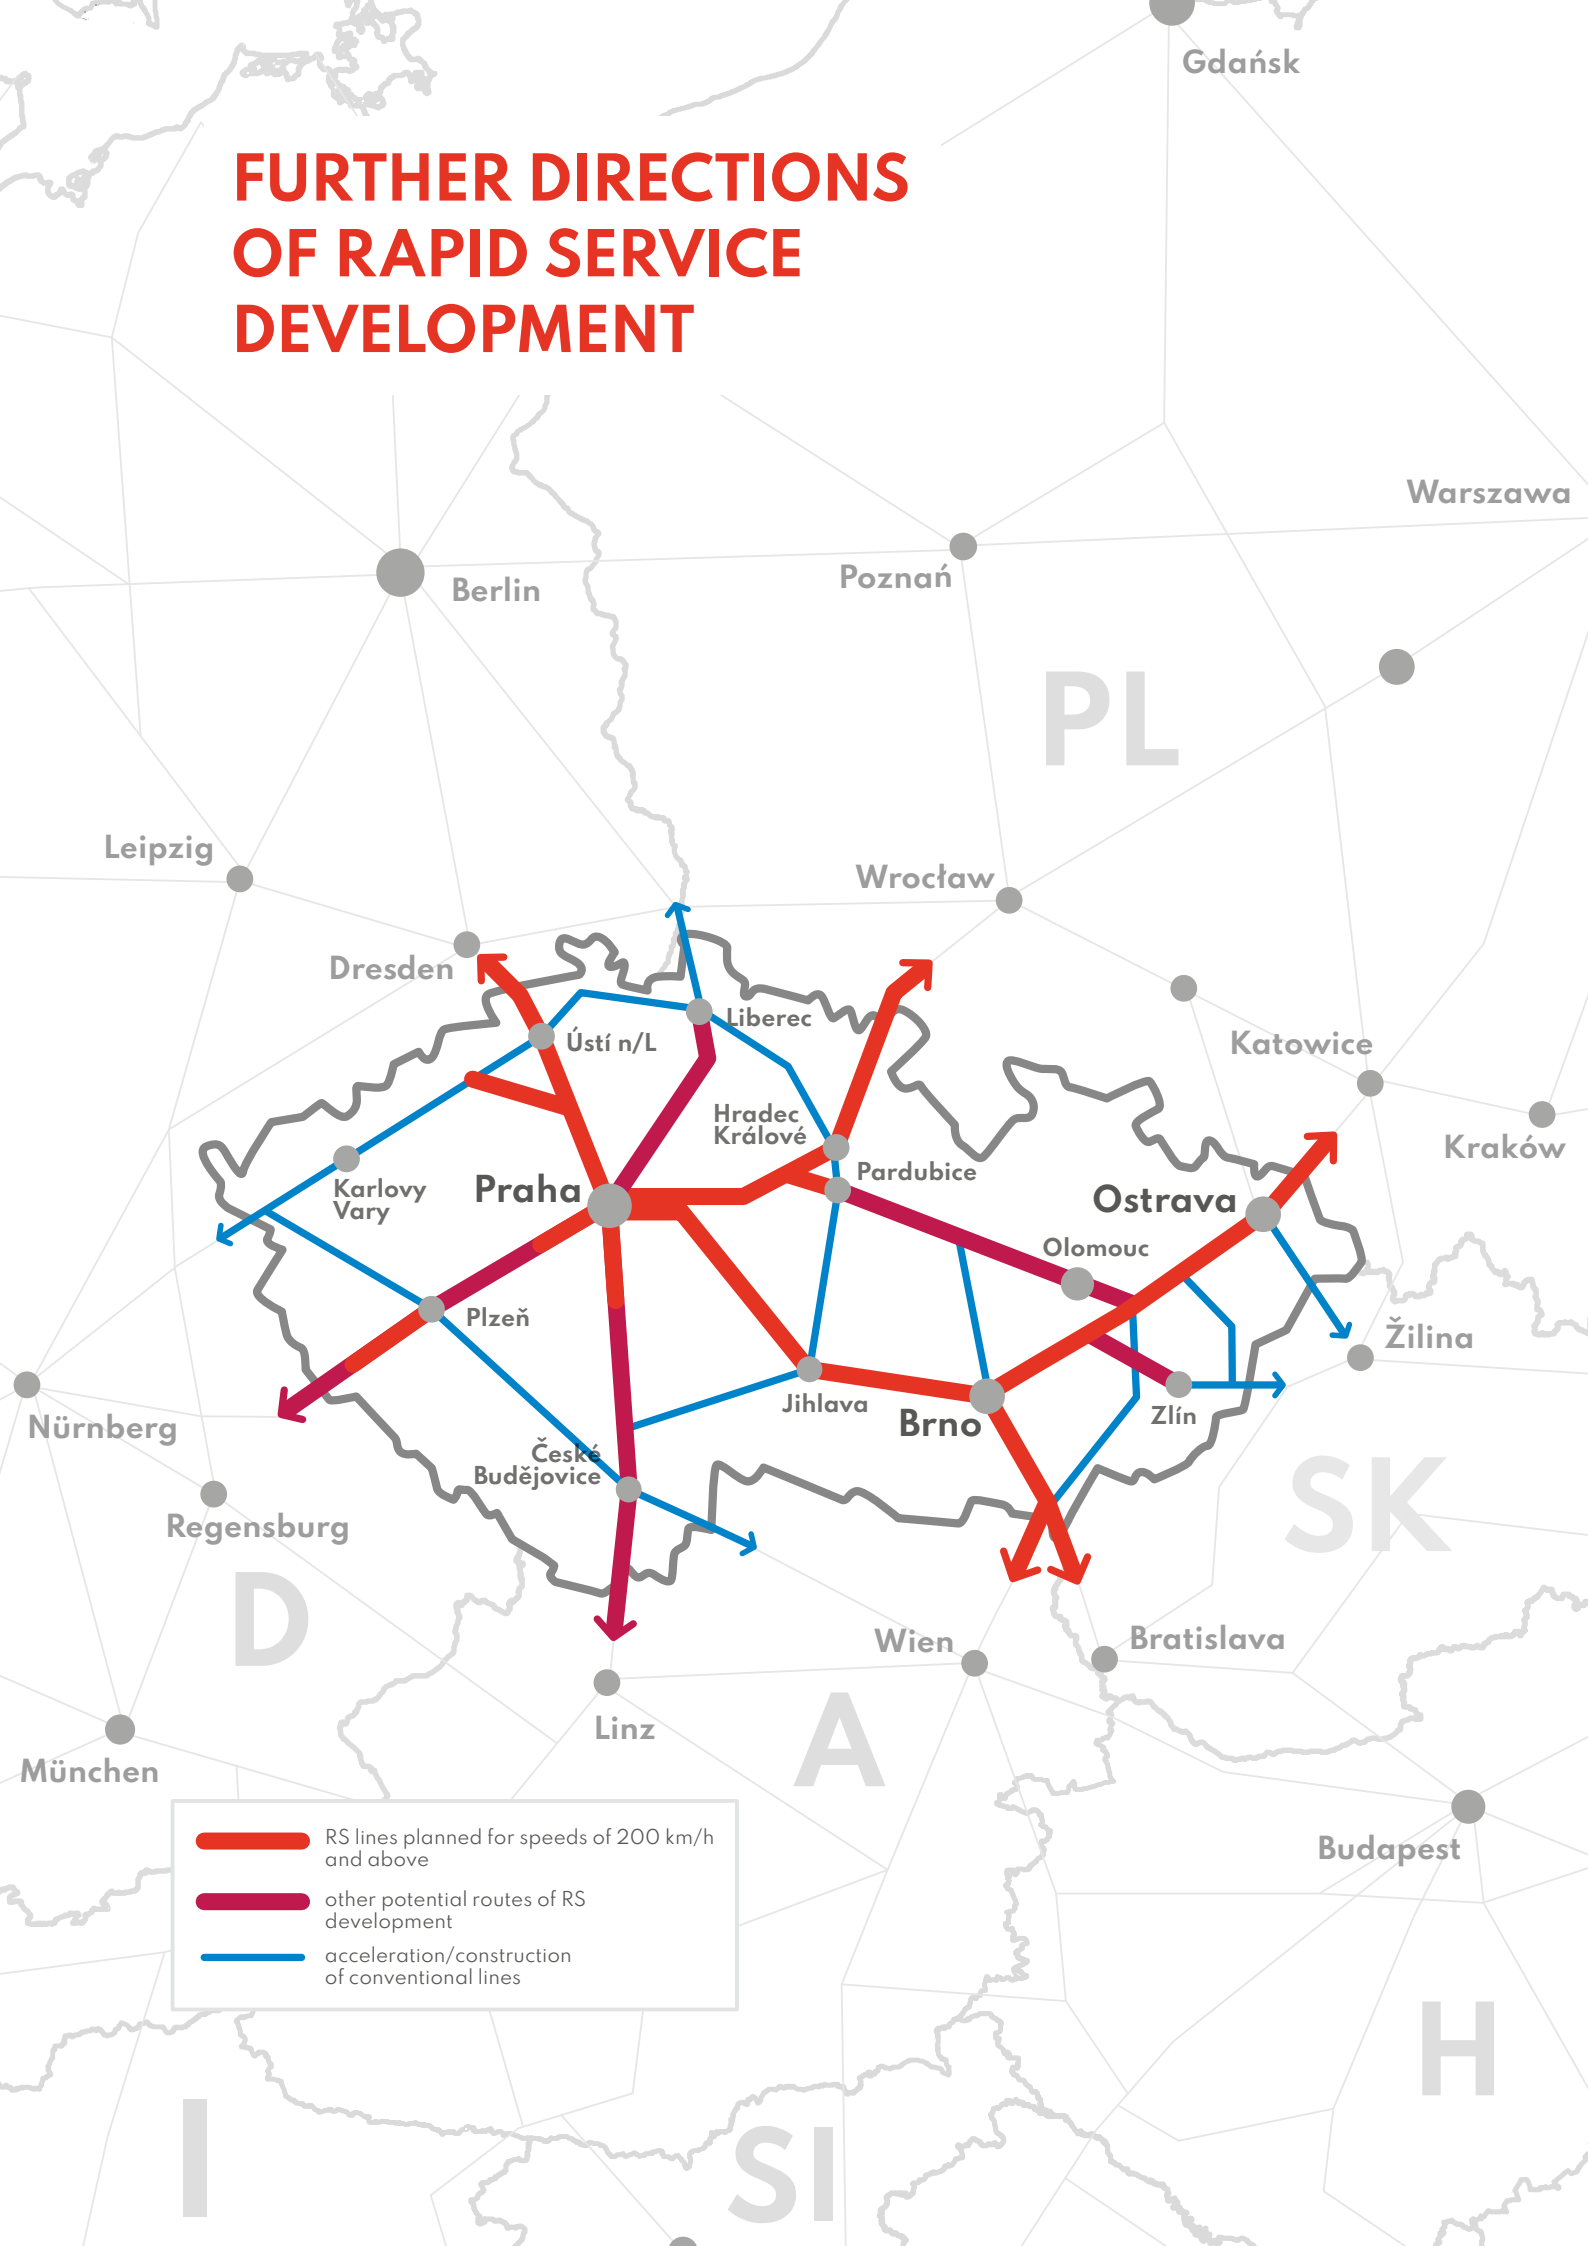 Gdańsk
FURTHER DIRECTIONS
OF RAPID SERVICE
DEVELOPMENT
Warszawa
Berlin
Poznań
PL
Leipzig
Wrocław
Dresden
Liberec
Ústí n/L
Katowice
Hradec
Králové
Kraków
Pardubice
Karlovy
Vary
Praha
Ostrava
Olomouc
Plzeň
Žilina
Jihlava
Zlín
Nürnberg
Brno
České
Budějovice
SK
Regensburg
D
Wien
Bratislava
Linz
A
München
Budapest
RS lines planned for speeds of 200 km/h
and above
other potential routes of RS
development
acceleration/construction
of conventional lines
H
I
SI